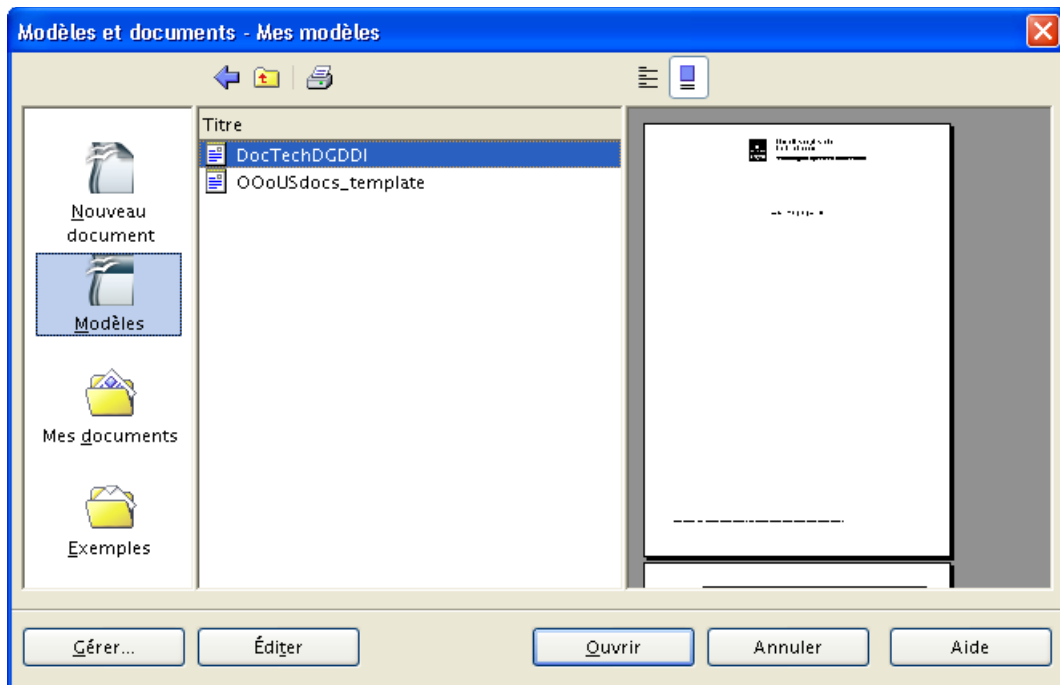 Modèles et documents - Mes modèles
Titre
DocTechDGDDI
OOoUSdocs_template
Nouveau
document
Modèles
Mes documents
Exemples
Gérer...
Éditer
Ouvrir
Annuler
Aide